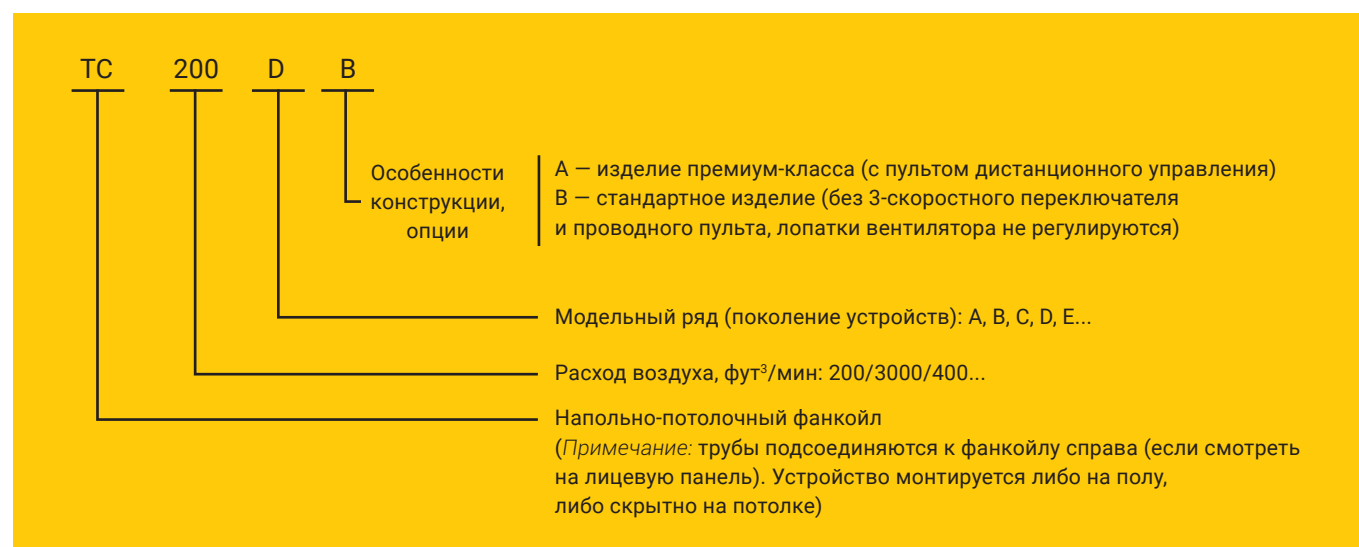 TC 200 D B
Особенности
конструкции,
опции
A — изделие премиум-класса (с пультом дистанционного управления)
B — стандартное изделие (без 3-скоростного переключателя
и проводного пульта, лопатки вентилятора не регулируются)
Модельный ряд (поколение устройств): A, B, C, D, E...
Расход воздуха, фут³/мин: 200/3000/400...
Напольно-потолочный фанкойл
(Примечание: трубы подсоединяются к фанкойлу справа (если смотреть
на лицевую панель). Устройство монтируется либо на полу,
либо скрытно на потолке)